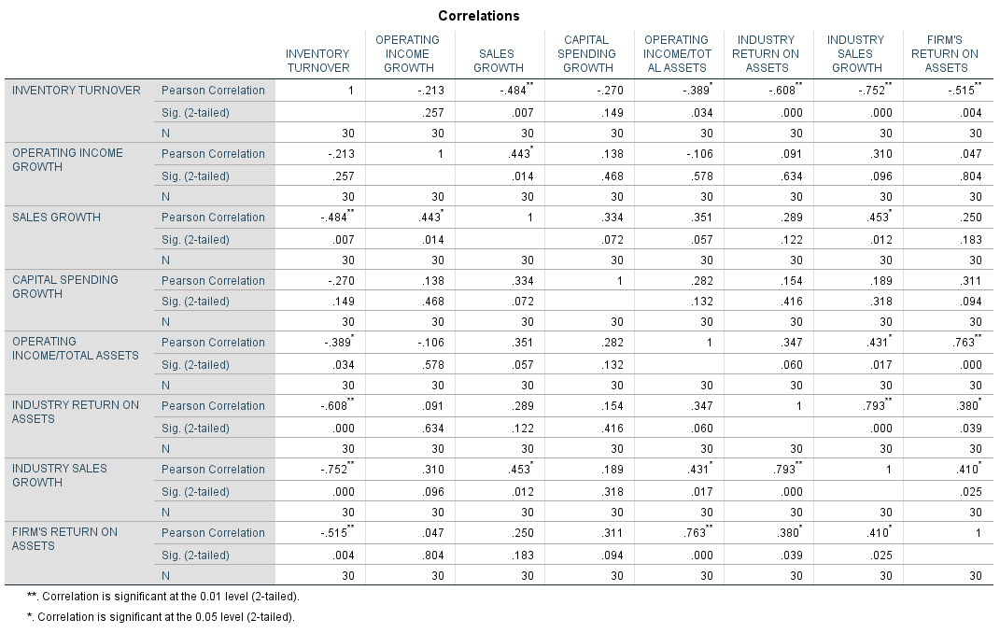 Correlations
INVENTORY TURNOVER OPERATING INCOME GROWTH SALES GROWTH CAPITAL SPENDING GROWTH OPERATING INCOME/TOT AL ASSETS INDUSTRY RETURN ON ASSETS INDUSTRY SALES GROWTH FIRM'S RETURN ON ASSETS
INVENTORY TURNOVER Pearson Correlation 1 -.213 -.484** -.270 -.389* -.608** -.752** -.515**
Sig. (2-tailed) .257 .007 .149 .034 .000 .000 .004
N 30 30 30 30 30 30 30 30
OPERATING INCOME GROWTH Pearson Correlation -.213 1 .443* .138 -.106 .091 .310 .047
Sig. (2-tailed) .257 .014 .468 .578 .634 .096 .804
N 30 30 30 30 30 30 30 30
SALES GROWTH Pearson Correlation -.484** .443* 1 .334 .351 .289 .453* .250
Sig. (2-tailed) .007 .014 .072 .057 .122 .012 .183
N 30 30 30 30 30 30 30 30
CAPITAL SPENDING GROWTH Pearson Correlation -.270 .138 .334 1 .282 .154 .189 .311
Sig. (2-tailed) .149 .468 .072 .132 .416 .318 .094
N 30 30 30 30 30 30 30 30
OPERATING INCOME/TOTAL ASSETS Pearson Correlation -.389* -.106 .351 .282 1 .347 .431* .763**
Sig. (2-tailed) .034 .578 .057 .132 .060 .017 .000
N 30 30 30 30 30 30 30 30
INDUSTRY RETURN ON ASSETS Pearson Correlation -.608** .091 .289 .154 .347 1 .793** .380*
Sig. (2-tailed) .000 .634 .122 .416 .060 .000 .039
N 30 30 30 30 30 30 30 30
INDUSTRY SALES GROWTH Pearson Correlation -.752** .310 .453* .189 .431* .793** 1 .410*
Sig. (2-tailed) .000 .096 .012 .318 .017 .000 .025
N 30 30 30 30 30 30 30 30
FIRM'S RETURN ON ASSETS Pearson Correlation -.515** .047 .250 .311 .763** .380* .410* 1
Sig. (2-tailed) .004 .804 .183 .094 .000 .039 .025
N 30 30 30 30 30 30 30 30
**. Correlation is significant at the 0.01 level (2-tailed).
*. Correlation is significant at the 0.05 level (2-tailed).